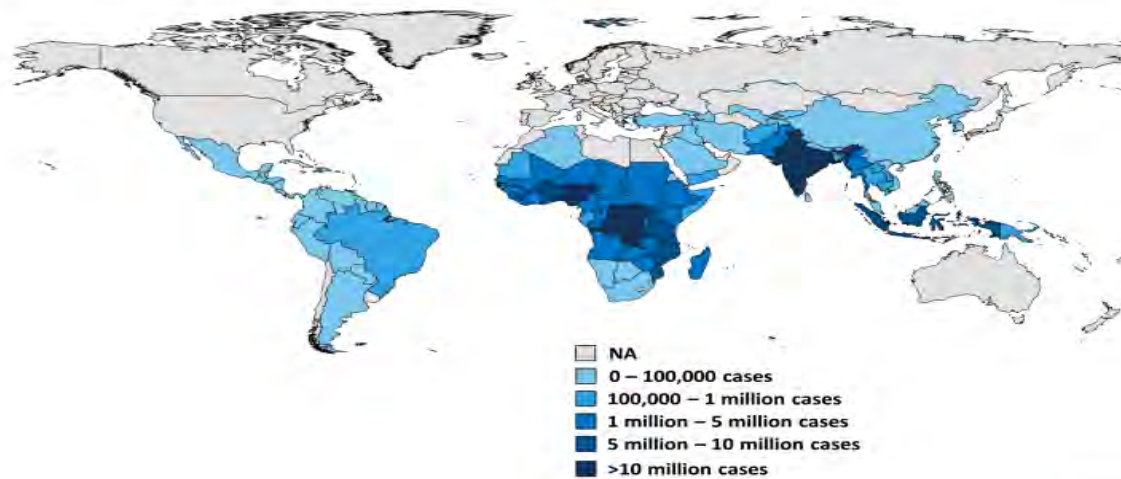 NA
0 – 100,000 cases
100,000 – 1 million cases
1 million – 5 million cases
5 million – 10 million cases
>10 million cases